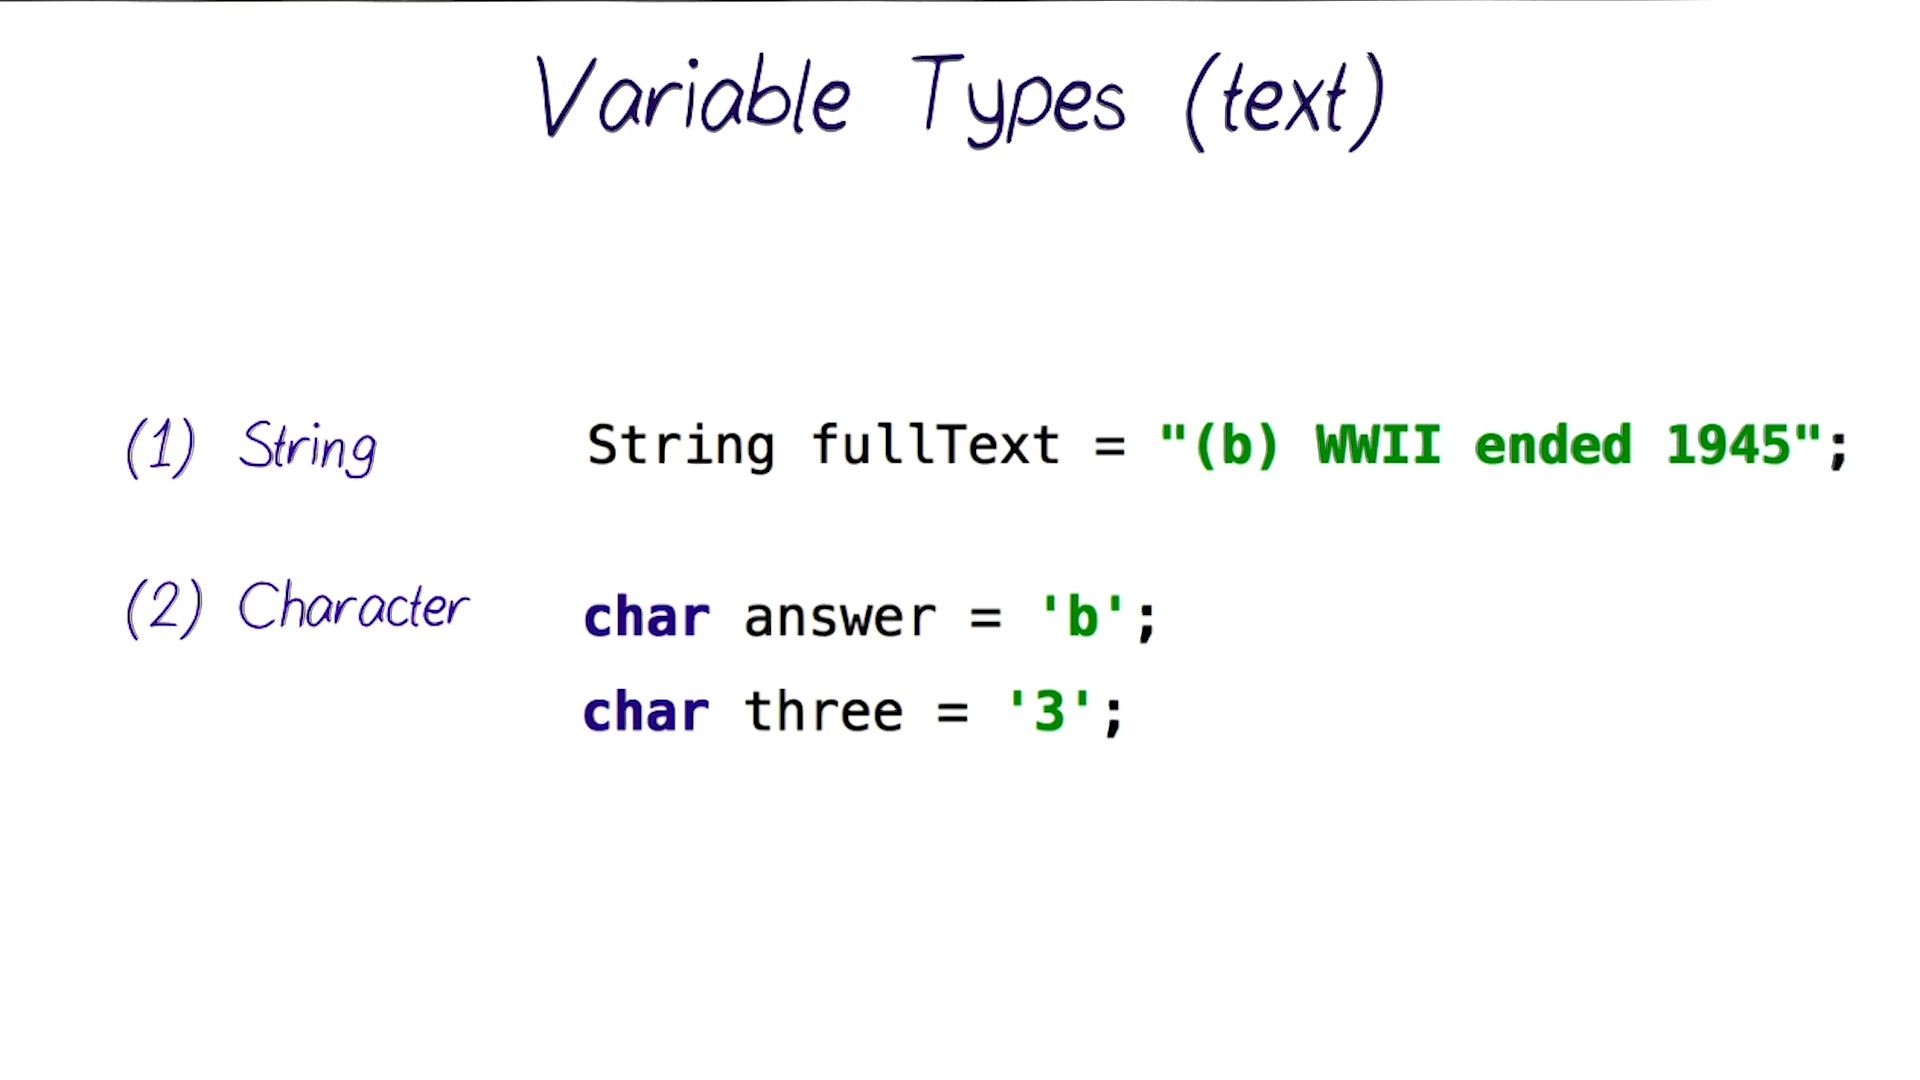 Variable Types (text)
(1) String String fullText = "(b) WWII ended 1945";
(2) Character char answer = 'b';
char three = '3';